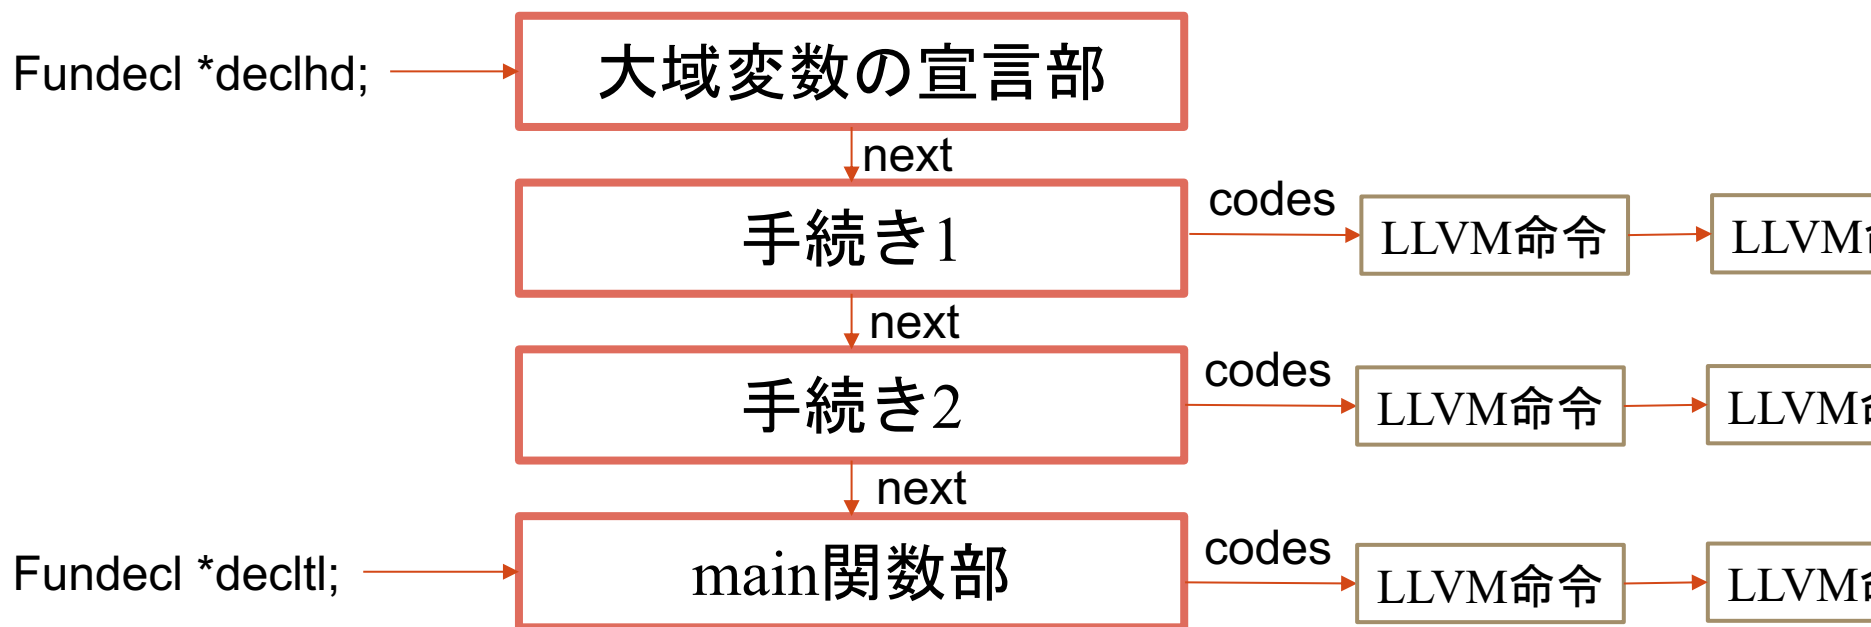 Fundecl *declhd;
大域変数の宣言部
next
手続き1
codes
LLVM命令
LLVM
next
手続き2
codes
LLVM命令
LLVM
next
Fundecl *decltl;
main関数部
codes
LLVM命令
LLVM